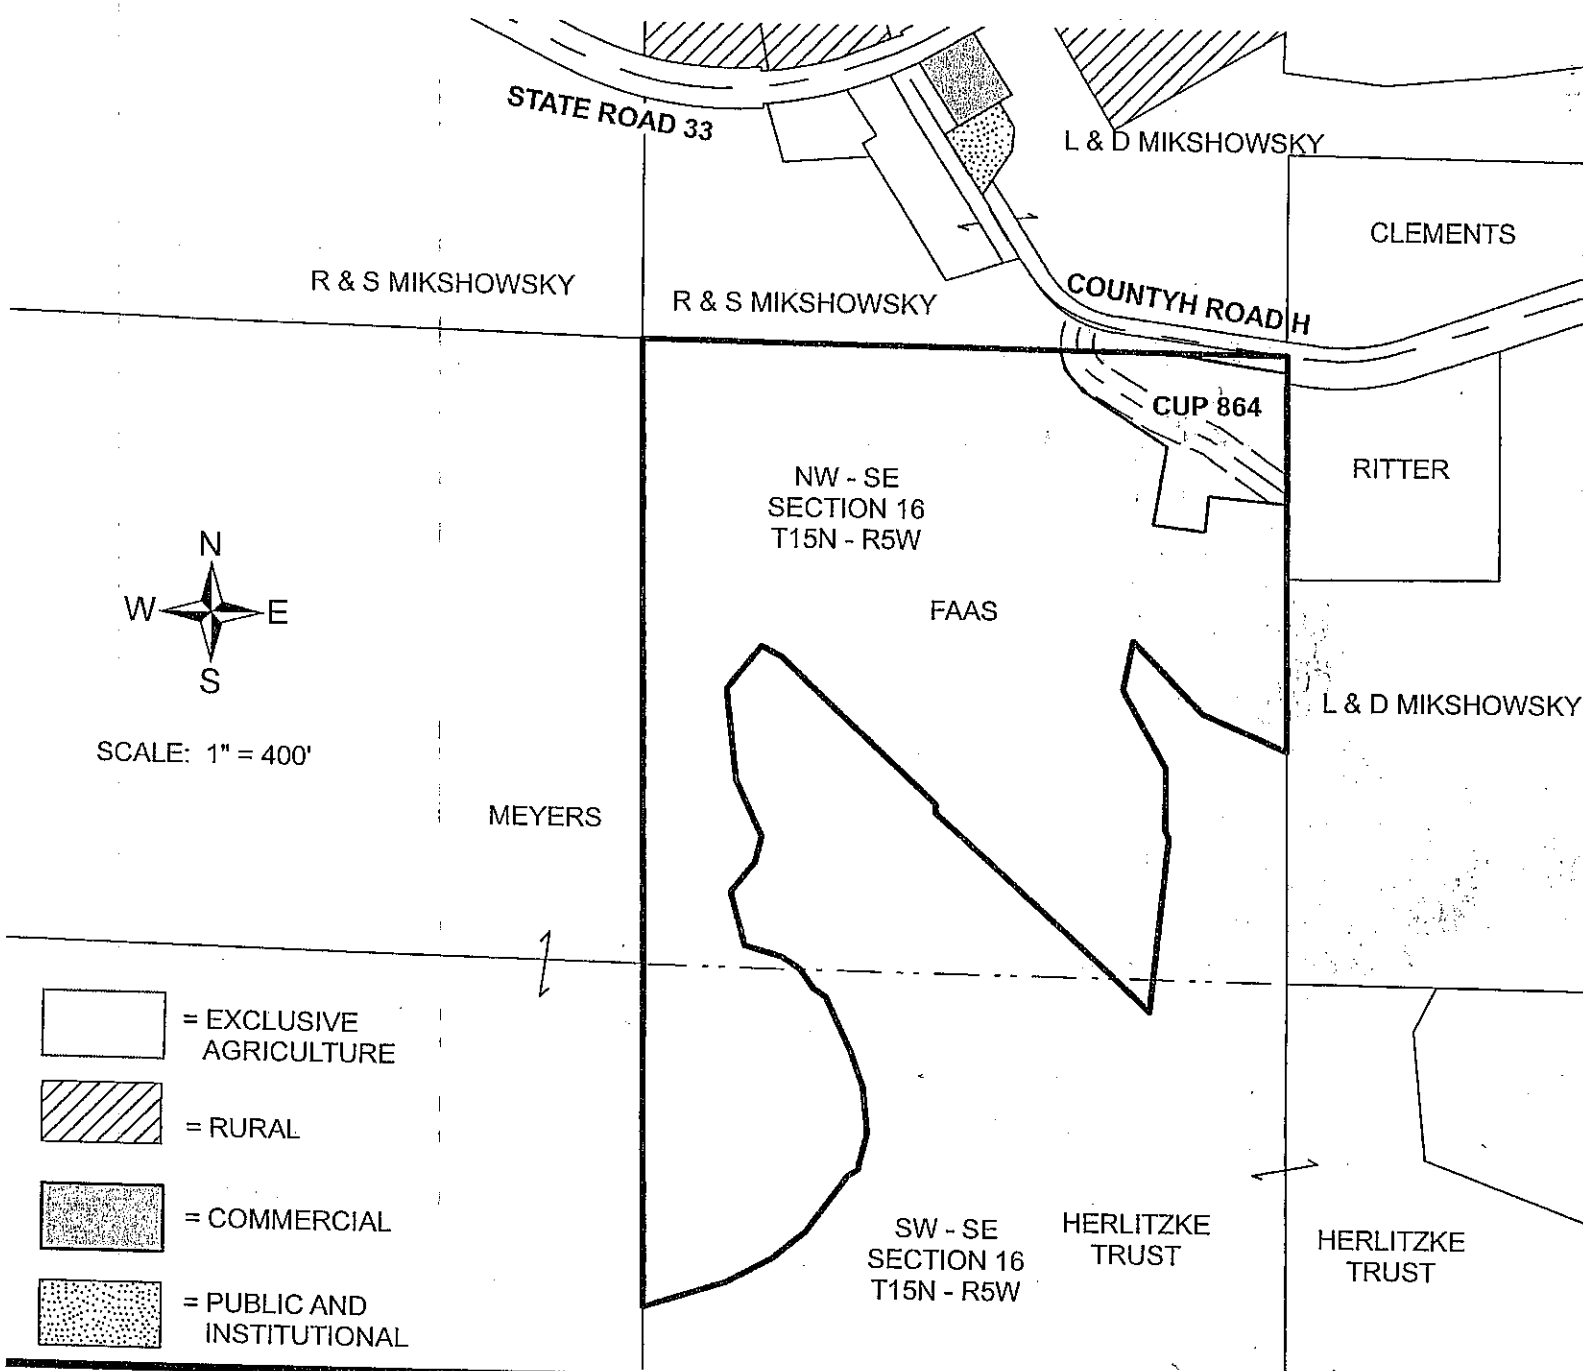 STATE ROAD 33
L & D MIKSHOWSKY
CLEMENTS
R & S MIKSHOWSKY
R & S MIKSHOWSKY
COUNTYH ROAD H
CUP 864
RITTER
NW - SE
SECTION 16
T15N - R5W
N
W
E
S
FAAS
L & D MIKSHOWSKY
SCALE: 1" = 400'
MEYERS
= EXCLUSIVE
AGRICULTURE
= RURAL
= COMMERCIAL
= PUBLIC AND
INSTITUTIONAL
SW - SE
SECTION 16
T15N - R5W
HERLITZKE
TRUST
HERLITZKE
TRUST